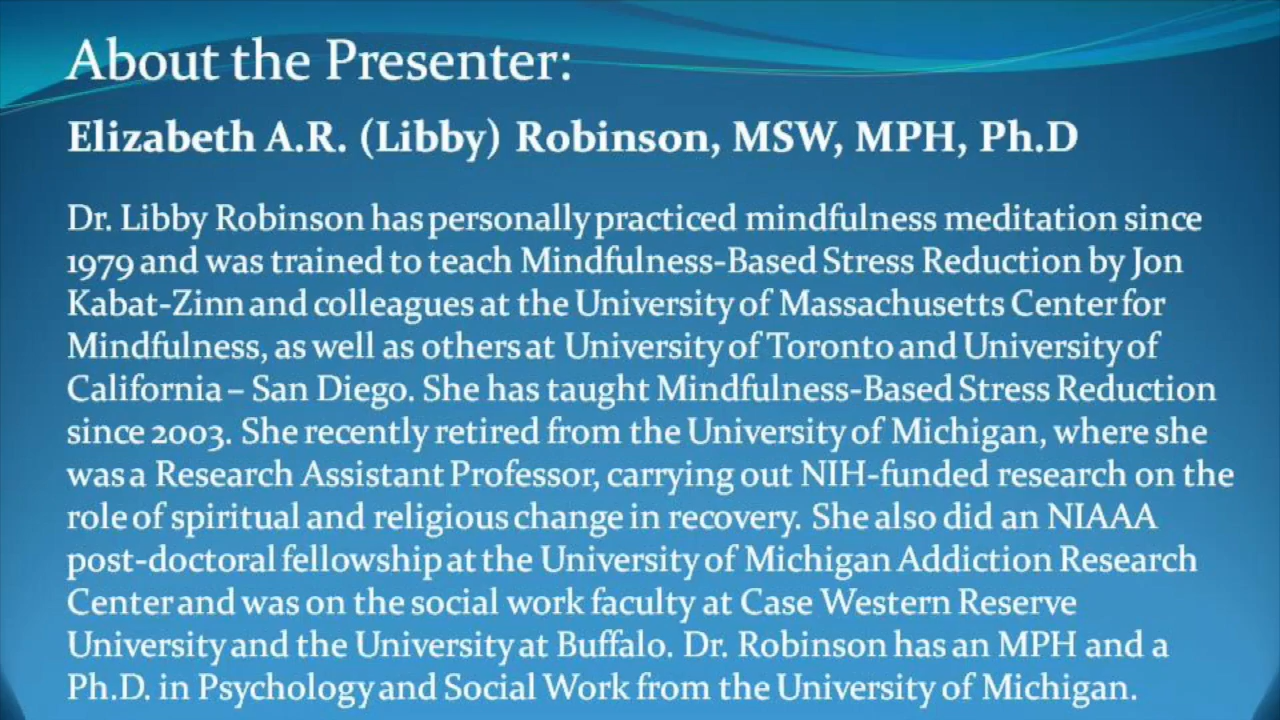 About the Presenter:
Elizabeth A.R. (Libby) Robinson, MSW, MPH, Ph.D
Dr. Libby Robinson has personally practiced mindfulness meditation since
1979 and was trained to teach Mindfulness-Based Stress Reduction by Jon
Kabat-Zinn and colleagues at the University of Massachusetts Center for
Mindfulness, as well as others at University of Toronto and University of
California – San Diego. She has taught Mindfulness-Based Stress Reduction
since 2003. She recently retired from the University of Michigan, where she
was a Research Assistant Professor, carrying out NIH-funded research on the
role of spiritual and religious change in recovery. She also did an NIAAA
post-doctoral fellowship at the University of Michigan Addiction Research
Center and was on the social work faculty at Case Western Reserve
University and the University at Buffalo. Dr. Robinson has an MPH and a
Ph.D. in Psychology and Social Work from the University of Michigan.